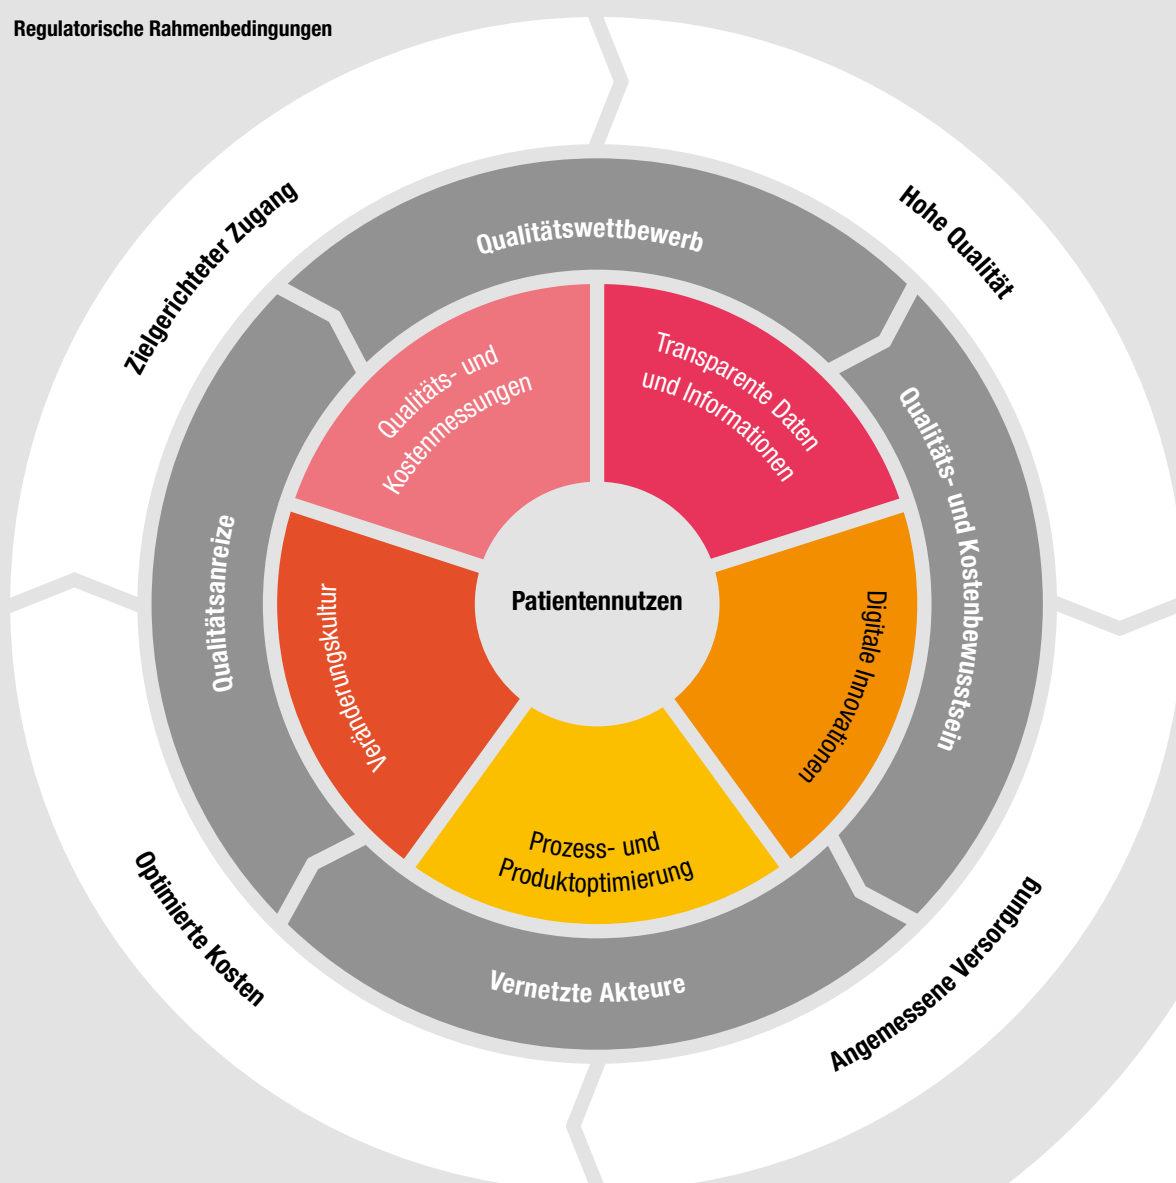 Regulatorische Rahmenbedingungen
Zielgerichteter Zugang
Hohe Qualität
Angemessene Versorgung
Optimierte Kosten
Qualitätswettbewerb
Qualitäts- und Kostenbewusstsein
Vernetzte Akteure
Qualitätsanreize
Qualitäts- und
Kostenmessungen
Transparente Daten
und Informationen
Digitale Innovationen
Prozess- und
Produktoptimierung
Veränderungskultur
Patientennutzen